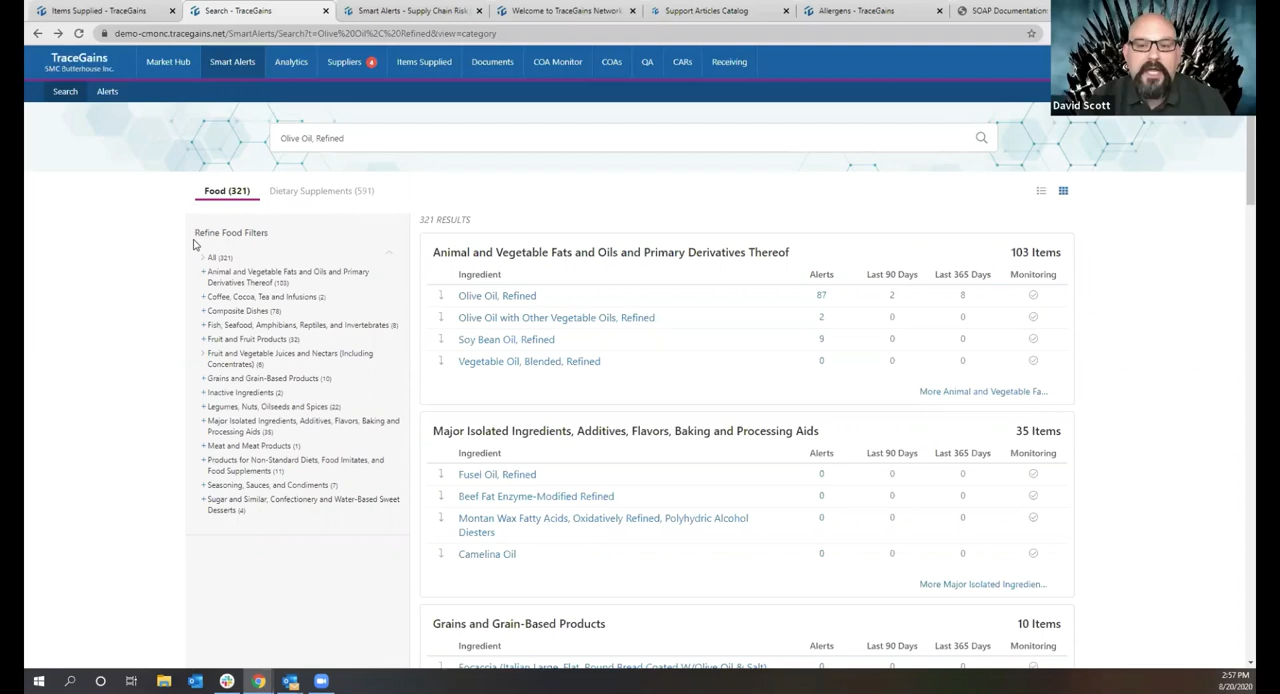 Items Supplied - TraceGains
Search - TraceGains
Smart Alerts - Supply Chain Risk
Welcome to TraceGains Network
Support Articles Catalog
Allergens - TraceGains
SOAP Documentation
demo-cmonc.tracegains.net/SmartAlerts/Search?t=Olive%20Oil%2C%20Refined&view=category
TraceGains
SMC Butterhouse Inc.
Market Hub
Smart Alerts
Analytics
Suppliers 4
Items Supplied
Documents
COA Monitor
COAs
QA
CARs
Receiving
David Scott
Search
Alerts
Olive Oil, Refined
Food (321)
Dietary Supplements (591)
Refine Food Filters
All (321)
+ Animal and Vegetable Fats and Oils and Primary
Derivatives Thereof (103)
+ Coffee, Cocoa, Tea and Infusions (2)
+ Composite Dishes (78)
+ Fish, Seafood, Amphibians, Reptiles, and Invertebrates (8)
+ Fruit and Fruit Products (32)
Fruit and Vegetable Juices and Nectars (Including
Concentrates) (6)
+ Grains and Grain-Based Products (10)
+ Inactive Ingredients (2)
+ Legumes, Nuts, Oilseeds and Spices (22)
+ Major Isolated Ingredients, Additives, Flavors, Baking and
Processing Aids (35)
+ Meat and Meat Products (1)
+ Products for Non-Standard Diets, Food Imitates, and
Food Supplements (11)
+ Seasoning, Sauces, and Condiments (7)
+ Sugar and Similar, Confectionery and Water-Based Sweet
Desserts (4)
321 RESULTS
Animal and Vegetable Fats and Oils and Primary Derivatives Thereof 103 Items
Ingredient Alerts Last 90 Days Last 365 Days Monitoring
Olive Oil, Refined 87 2 8
Olive Oil with Other Vegetable Oils, Refined 2 0 0
Soy Bean Oil, Refined 9 0 0
Vegetable Oil, Blended, Refined 0 0 0
More Animal and Vegetable Fa...
Major Isolated Ingredients, Additives, Flavors, Baking and Processing Aids 35 Items
Ingredient Alerts Last 90 Days Last 365 Days Monitoring
Fusel Oil, Refined 0 0 0
Beef Fat Enzyme-Modified Refined 0 0 0
Montan Wax Fatty Acids, Oxidatively Refined, Polyhydric Alcohol 0 0 0
Diesters
Camelina Oil 0 0 0
More Major Isolated Ingredien...
Grains and Grain-Based Products 10 Items
Ingredient Alerts Last 90 Days Last 365 Days Monitoring
Focaccia (Italian Large, Flat, Round Bread Coated W/Olive Oil & Salt) 0 0 0
2:57 PM
8/20/2020